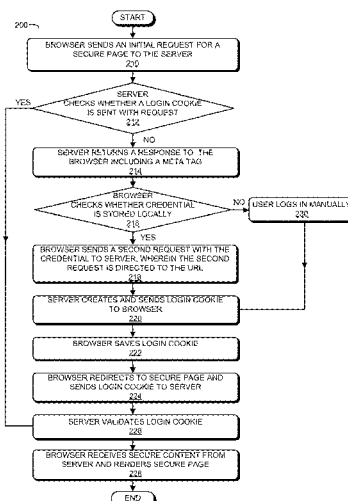 200
START
BROWSER SENDS AN INITIAL REQUEST FOR A
SECURE PAGE TO THE SERVER
210
YES
SERVER
CHECKS WHETHER A LOGIN COOKIE
IS SENT WITH REQUEST
212
NO
SERVER RETURNS A RESPONSE TO THE
BROWSER INCLUDING A META TAG
214
BROWSER
CHECKS WHETHER CREDENTIAL
IS STORED LOCALLY
216
NO
USER LOGS IN MANUALLY
230
YES
BROWSER SENDS A SECOND REQUEST WITH THE
CREDENTIAL TO SERVER, WHEREIN THE SECOND
REQUEST IS DIRECTED TO THE URL
218
SERVER CREATES AND SENDS LOGIN COOKIE
TO BROWSER
220
BROWSER SAVES LOGIN COOKIE
222
BROWSER REDIRECTS TO SECURE PAGE AND
SENDS LOGIN COOKIE TO SERVER
224
SERVER VALIDATES LOGIN COOKIE
226
BROWSER RECEIVES SECURE CONTENT FROM
SERVER AND RENDERS SECURE PAGE
228
END